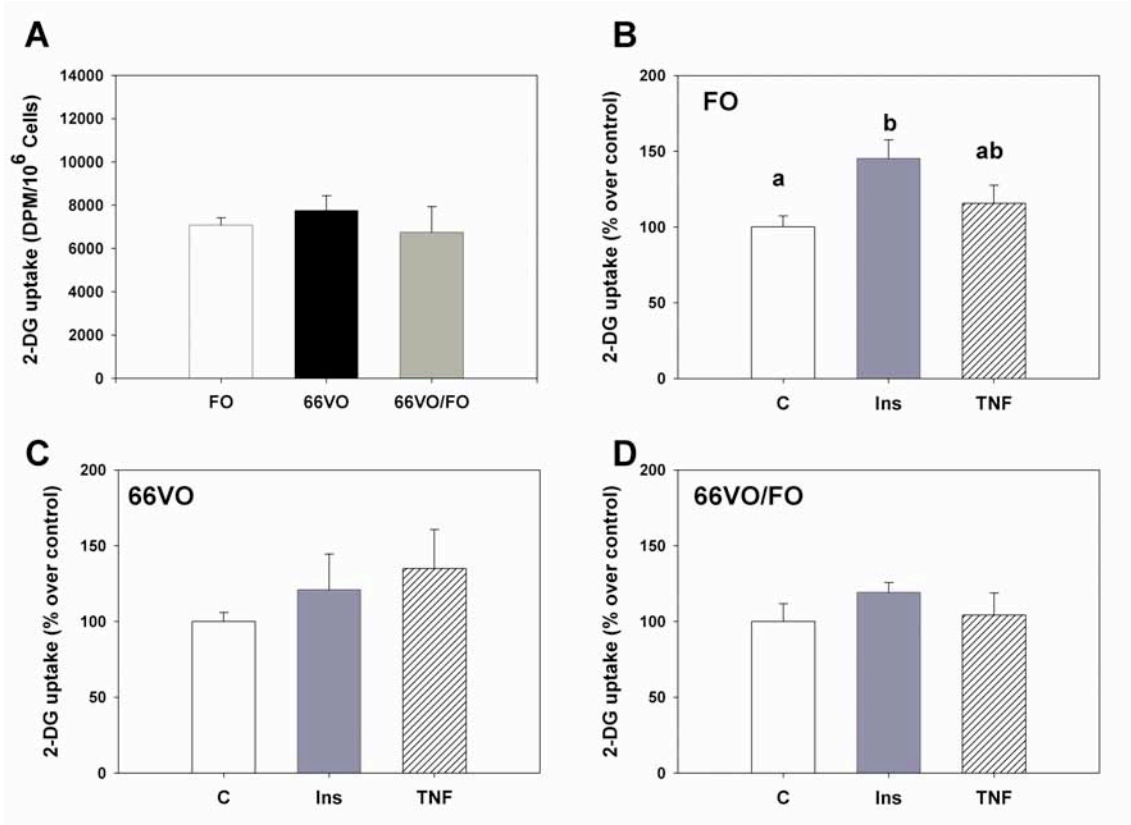 A
14000
12000
10000
8000
6000
4000
2000
0
2-DG uptake (DPM/10⁶ Cells)
FO 66VO 66VO/FO
B
200
150
100
50
0
2-DG uptake (% over control)
FO
a
b
ab
C Ins TNF
C
200
150
100
50
0
2-DG uptake (% over control)
66VO
C Ins TNF
D
200
150
100
50
0
2-DG uptake (% over control)
66VO/FO
C Ins TNF